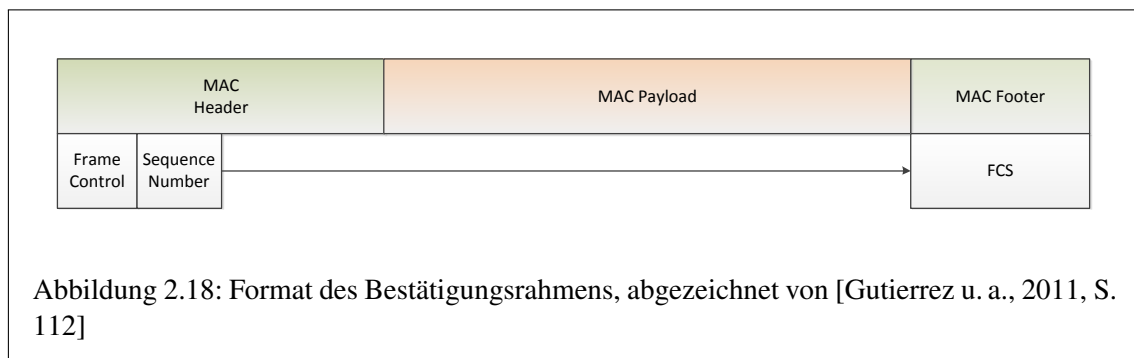 MAC
Header
MAC Payload
MAC Footer
Frame
Control
Sequence
Number
FCS
Abbildung 2.18: Format des Bestätigungsrahmens, abgezeichnet von [Gutierrez u. a., 2011, S.
112]